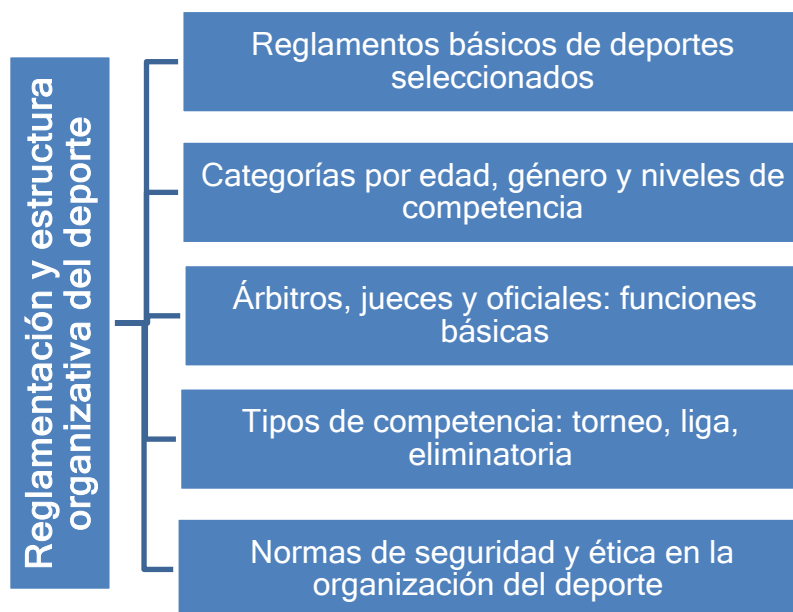 Reglamentación y estructura
organizativa del deporte
Reglamentos básicos de deportes
seleccionados
Categorías por edad, género y niveles de
competencia
Árbitros, jueces y oficiales: funciones
básicas
Tipos de competencia: torneo, liga,
eliminatoria
Normas de seguridad y ética en la
organización del deporte